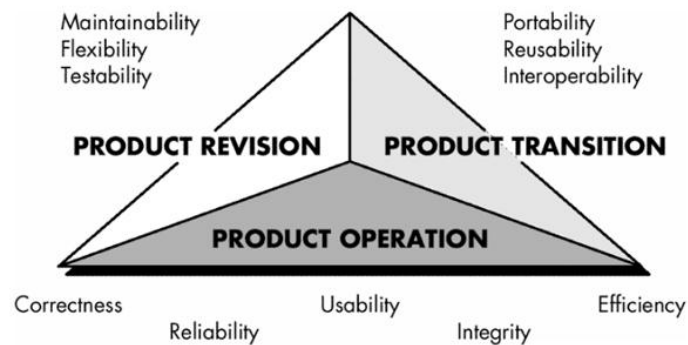 Maintainability
Flexibility
Testability
Portability
Reusability
Interoperability
PRODUCT REVISION
PRODUCT TRANSITION
PRODUCT OPERATION
Correctness
Usability
Efficiency
Reliability
Integrity